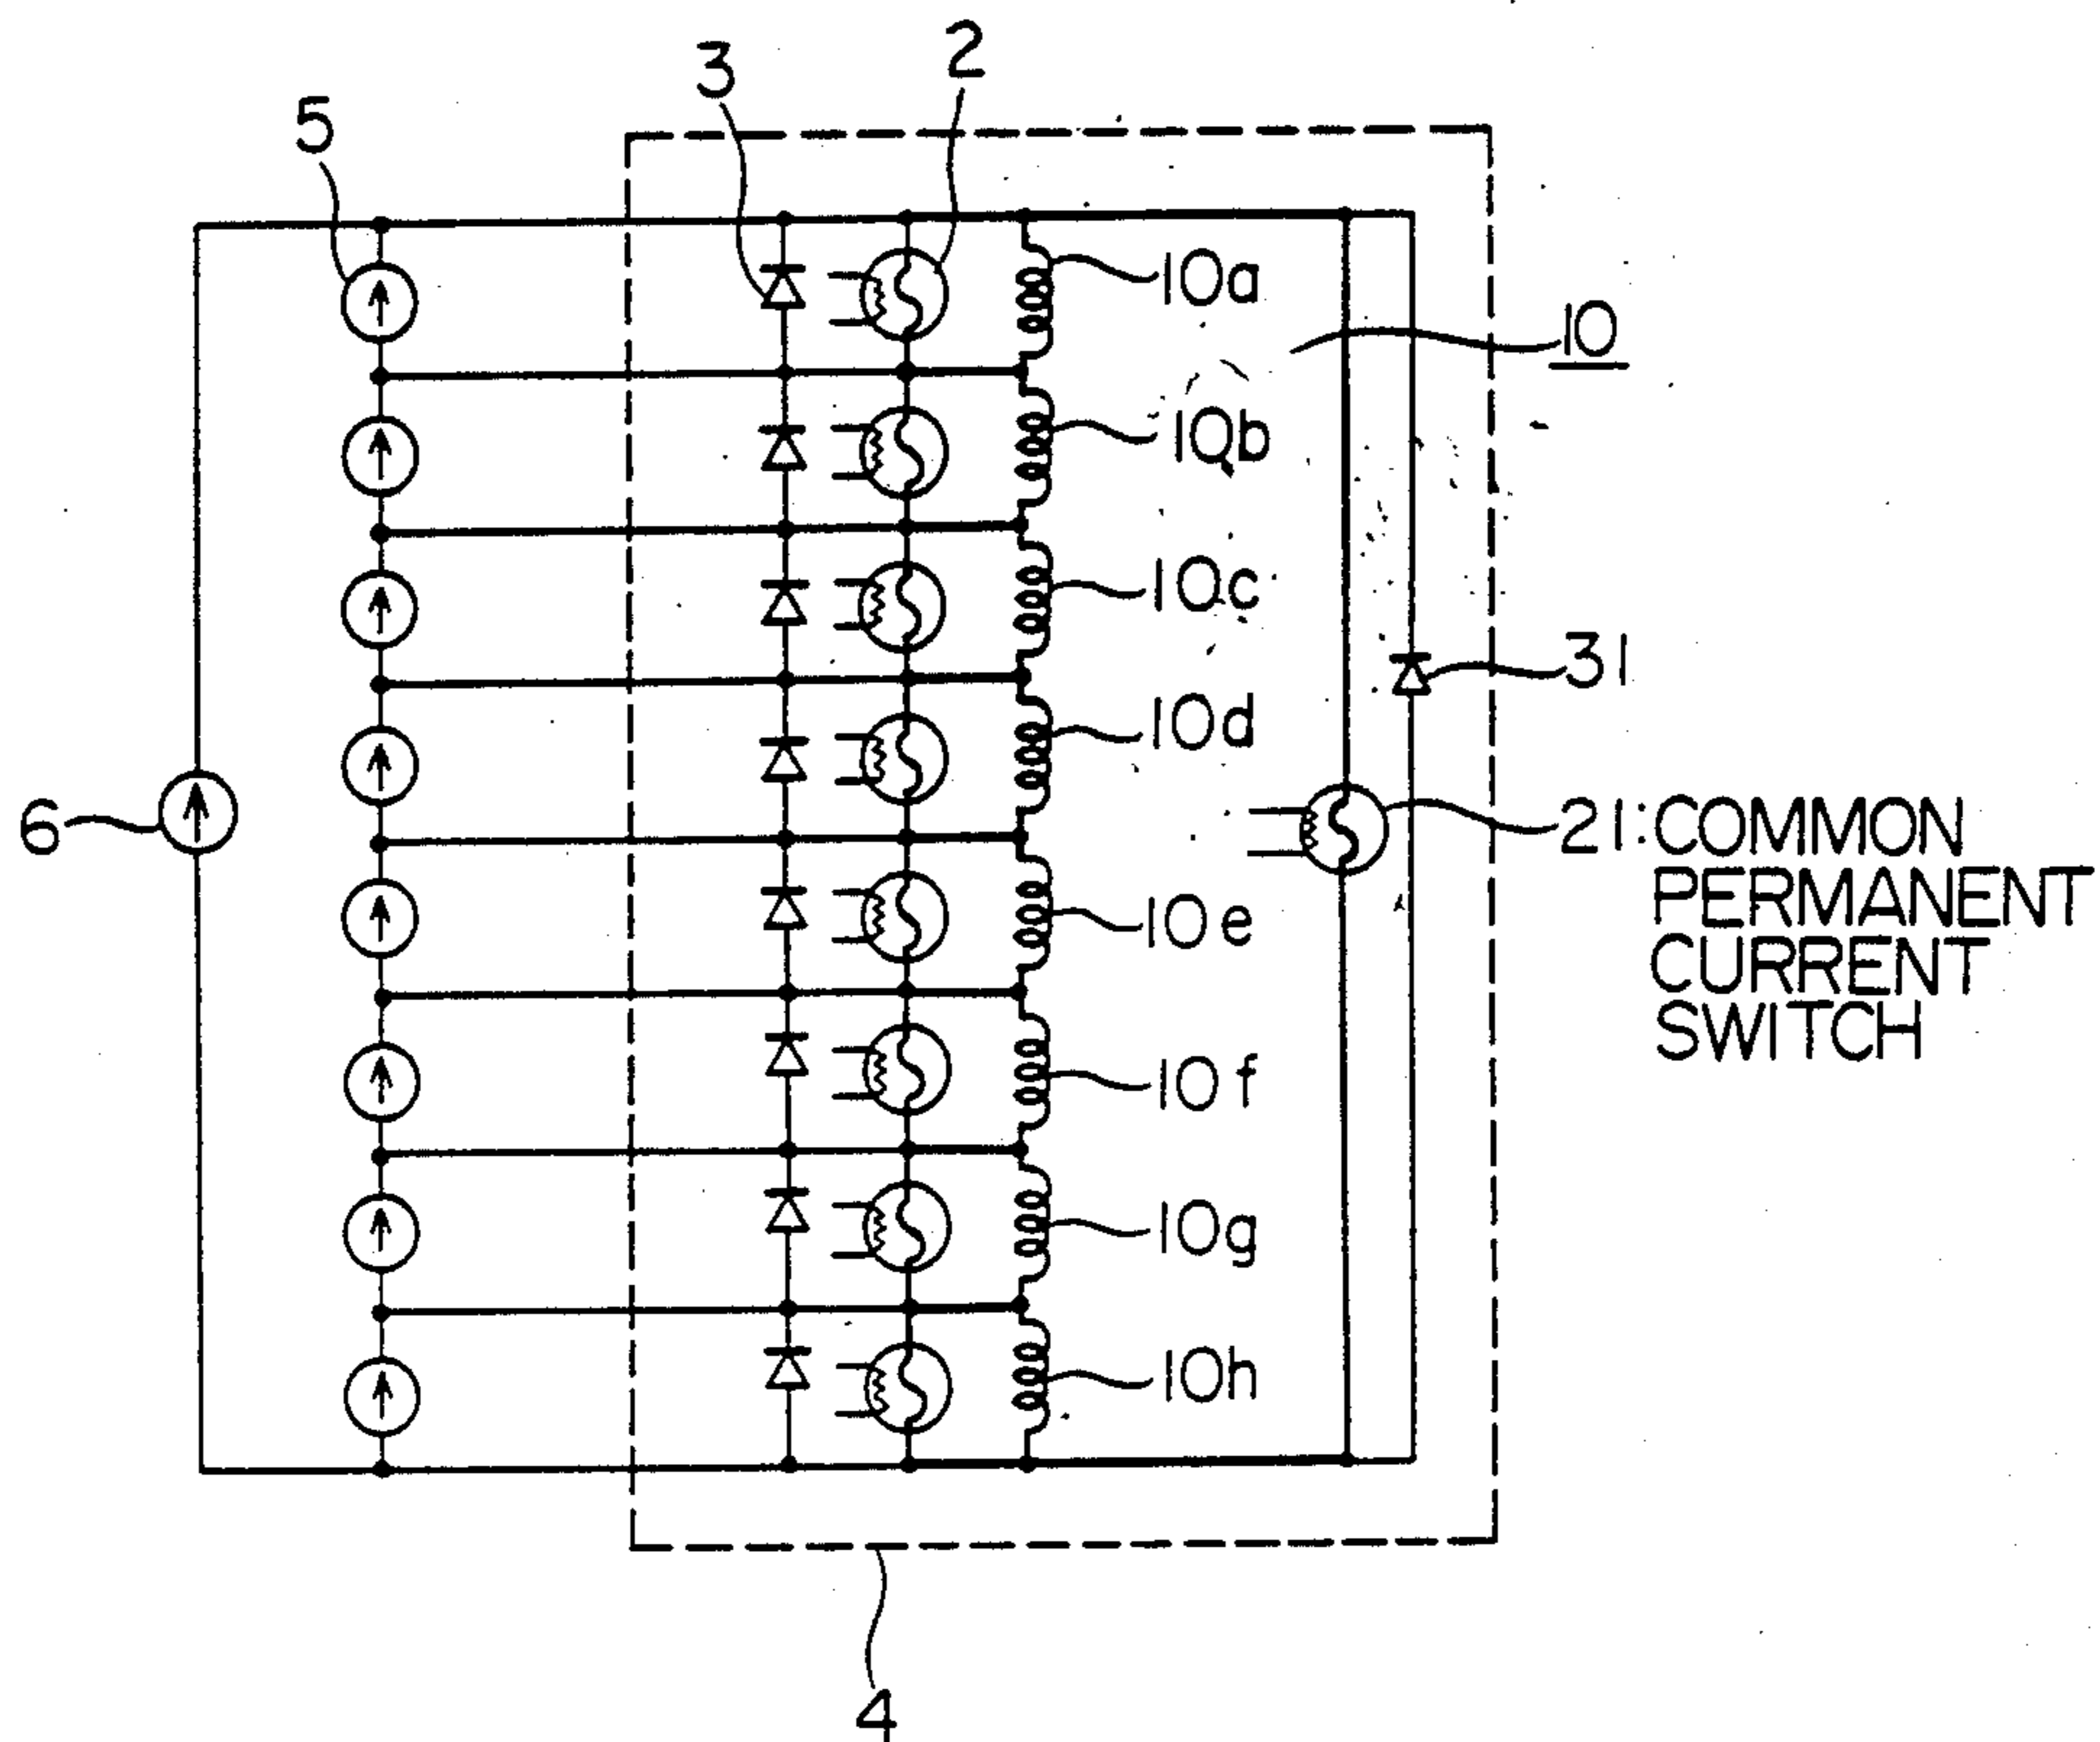 2
3
5
10a
10
10b
10c
31
10d
6
21: COMMON
PERMANENT
CURRENT
SWITCH
10e
10f
10g
10h
4